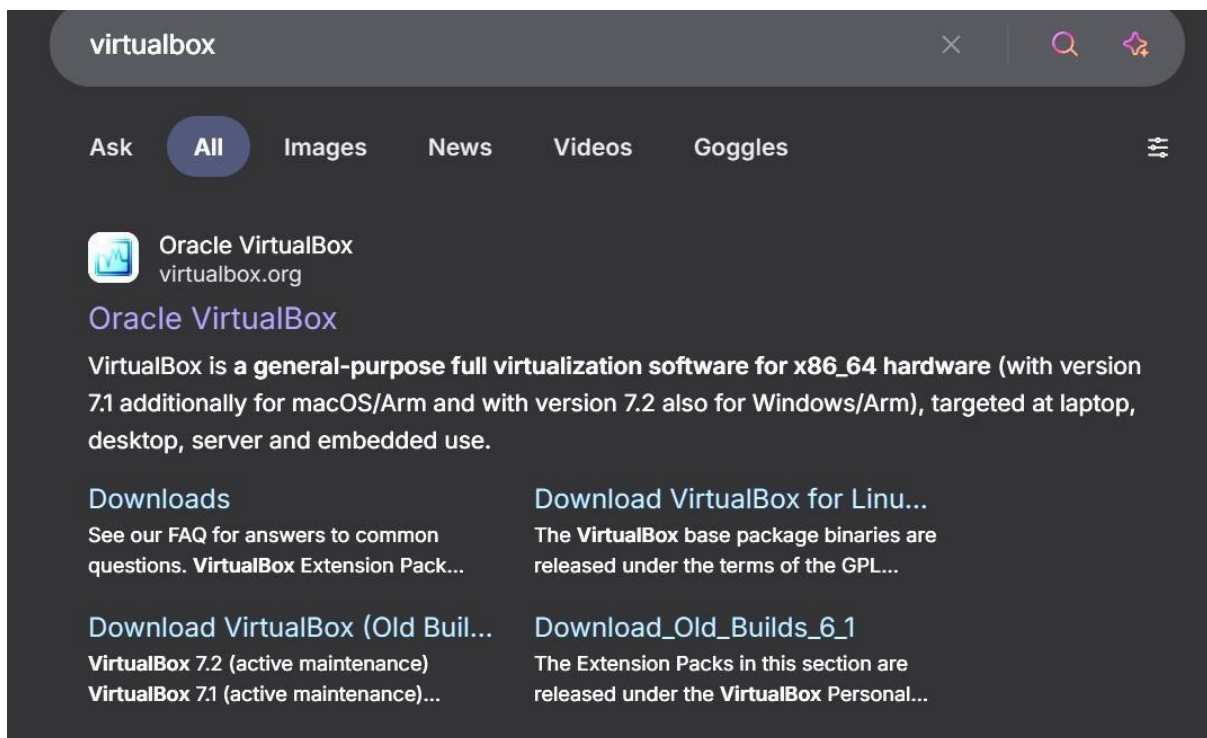 virtualbox
Ask All Images News Videos Goggles
Oracle VirtualBox
virtualbox.org
Oracle VirtualBox
VirtualBox is a general-purpose full virtualization software for x86_64 hardware (with version
7.1 additionally for macOS/Arm and with version 7.2 also for Windows/Arm), targeted at laptop,
desktop, server and embedded use.
Downloads
See our FAQ for answers to common
questions. VirtualBox Extension Pack...
Download VirtualBox for Linu...
The VirtualBox base package binaries are
released under the terms of the GPL...
Download VirtualBox (Old Buil...
VirtualBox 7.2 (active maintenance)
VirtualBox 7.1 (active maintenance)...
Download_Old_Builds_6_1
The Extension Packs in this section are
released under the VirtualBox Personal...